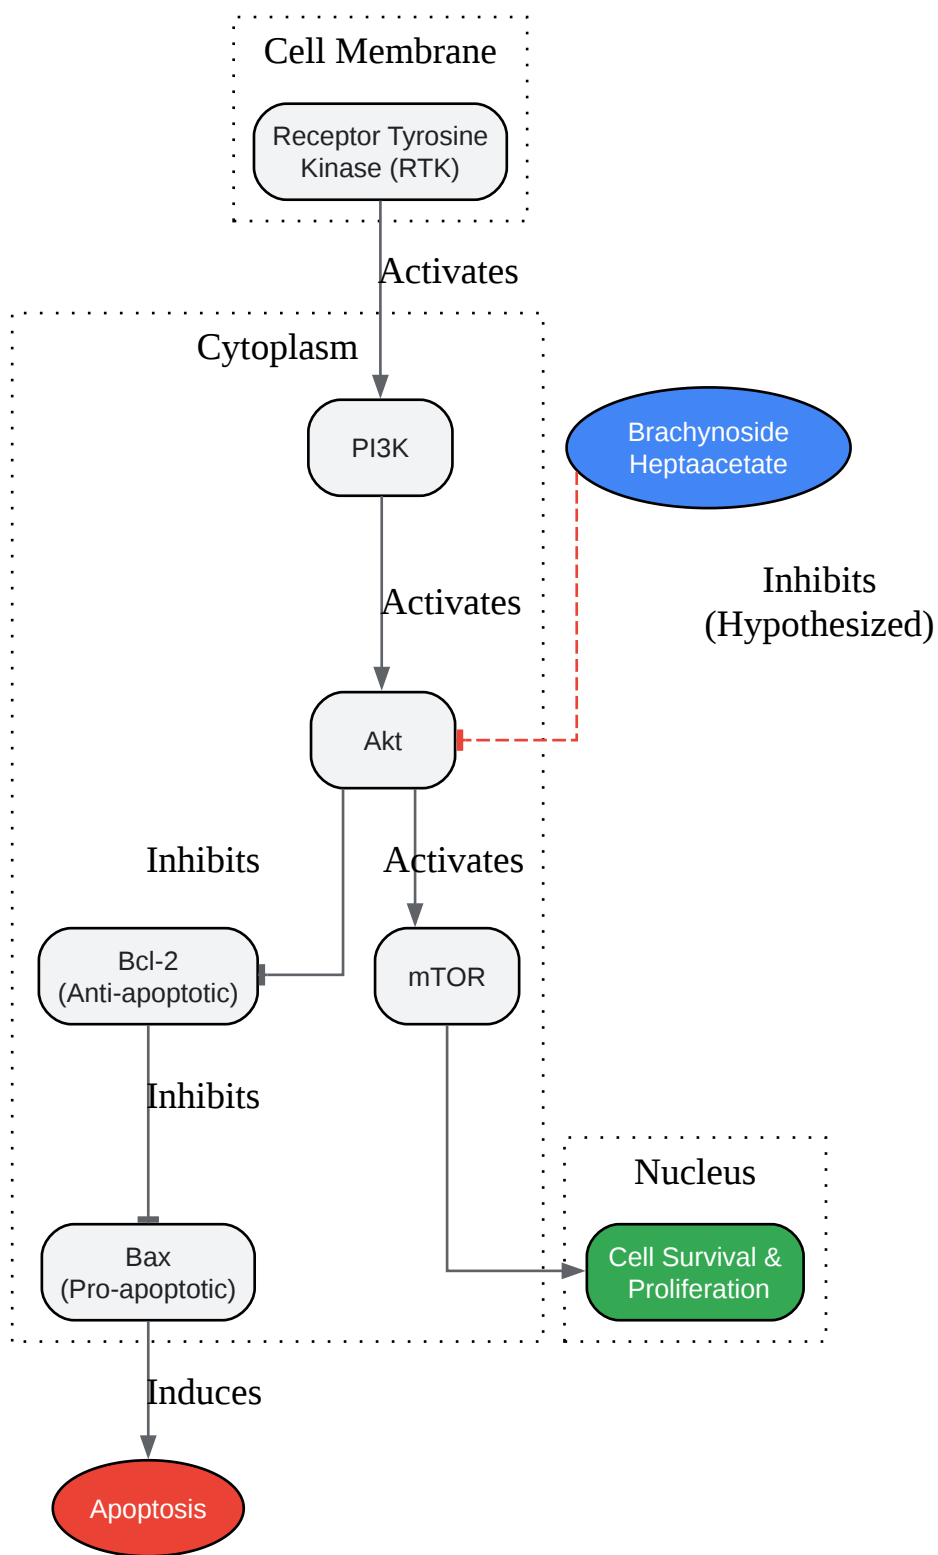 Cell Membrane
Receptor Tyrosine
Kinase (RTK)
Activates
Cytoplasm
PI3K
Brachynoside
Heptaacetate
Inhibits
(Hypothesized)
Activates
Akt
Inhibits
Activates
Bcl-2
(Anti-apoptotic)
mTOR
Inhibits
Nucleus
Bax
(Pro-apoptotic)
Cell Survival &
Proliferation
Induces
Apoptosis